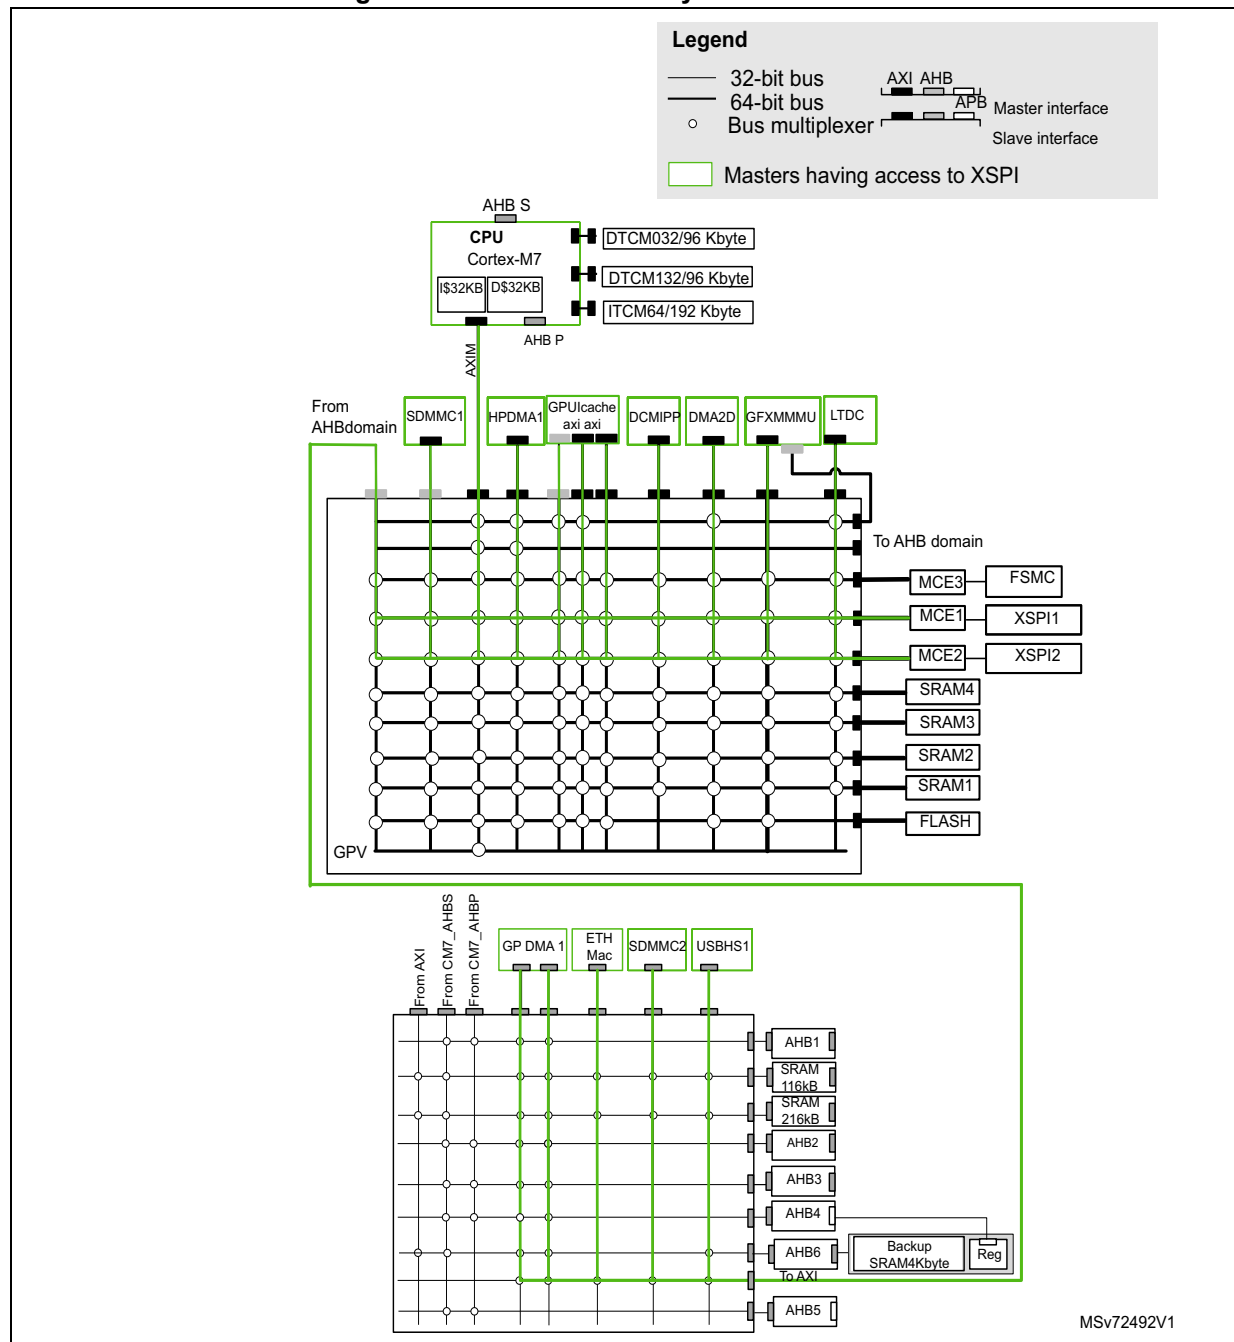 Legend
32-bit bus
64-bit bus
Bus multiplexer
AXI AHB
APB
Master interface
Slave interface
Masters having access to XSPI
AHB S
CPU
Cortex-M7
I$32KB
D$32KB
DTCM032/96 Kbyte
DTCM132/96 Kbyte
ITCM64/192 Kbyte
AHB P
AXIM
From
AHBdomain
SDMMC1
HPDMA1
GPUIcache
axi axi
DCMIPP
DMA2D
GFXMMMU
LTDC
To AHB domain
MCE3
FSMC
MCE1
XSPI1
MCE2
XSPI2
SRAM4
SRAM3
SRAM2
SRAM1
FLASH
GPV
From AXI
From CM7_AHBS
From CM7_AHBP
GP DMA 1
ETH
Mac
SDMMC2
USBHS1
AHB1
SRAM
116kB
SRAM
216kB
AHB2
AHB3
AHB4
AHB6
Backup
SRAM4Kbyte
Reg
To AXI
AHB5
MSv72492V1